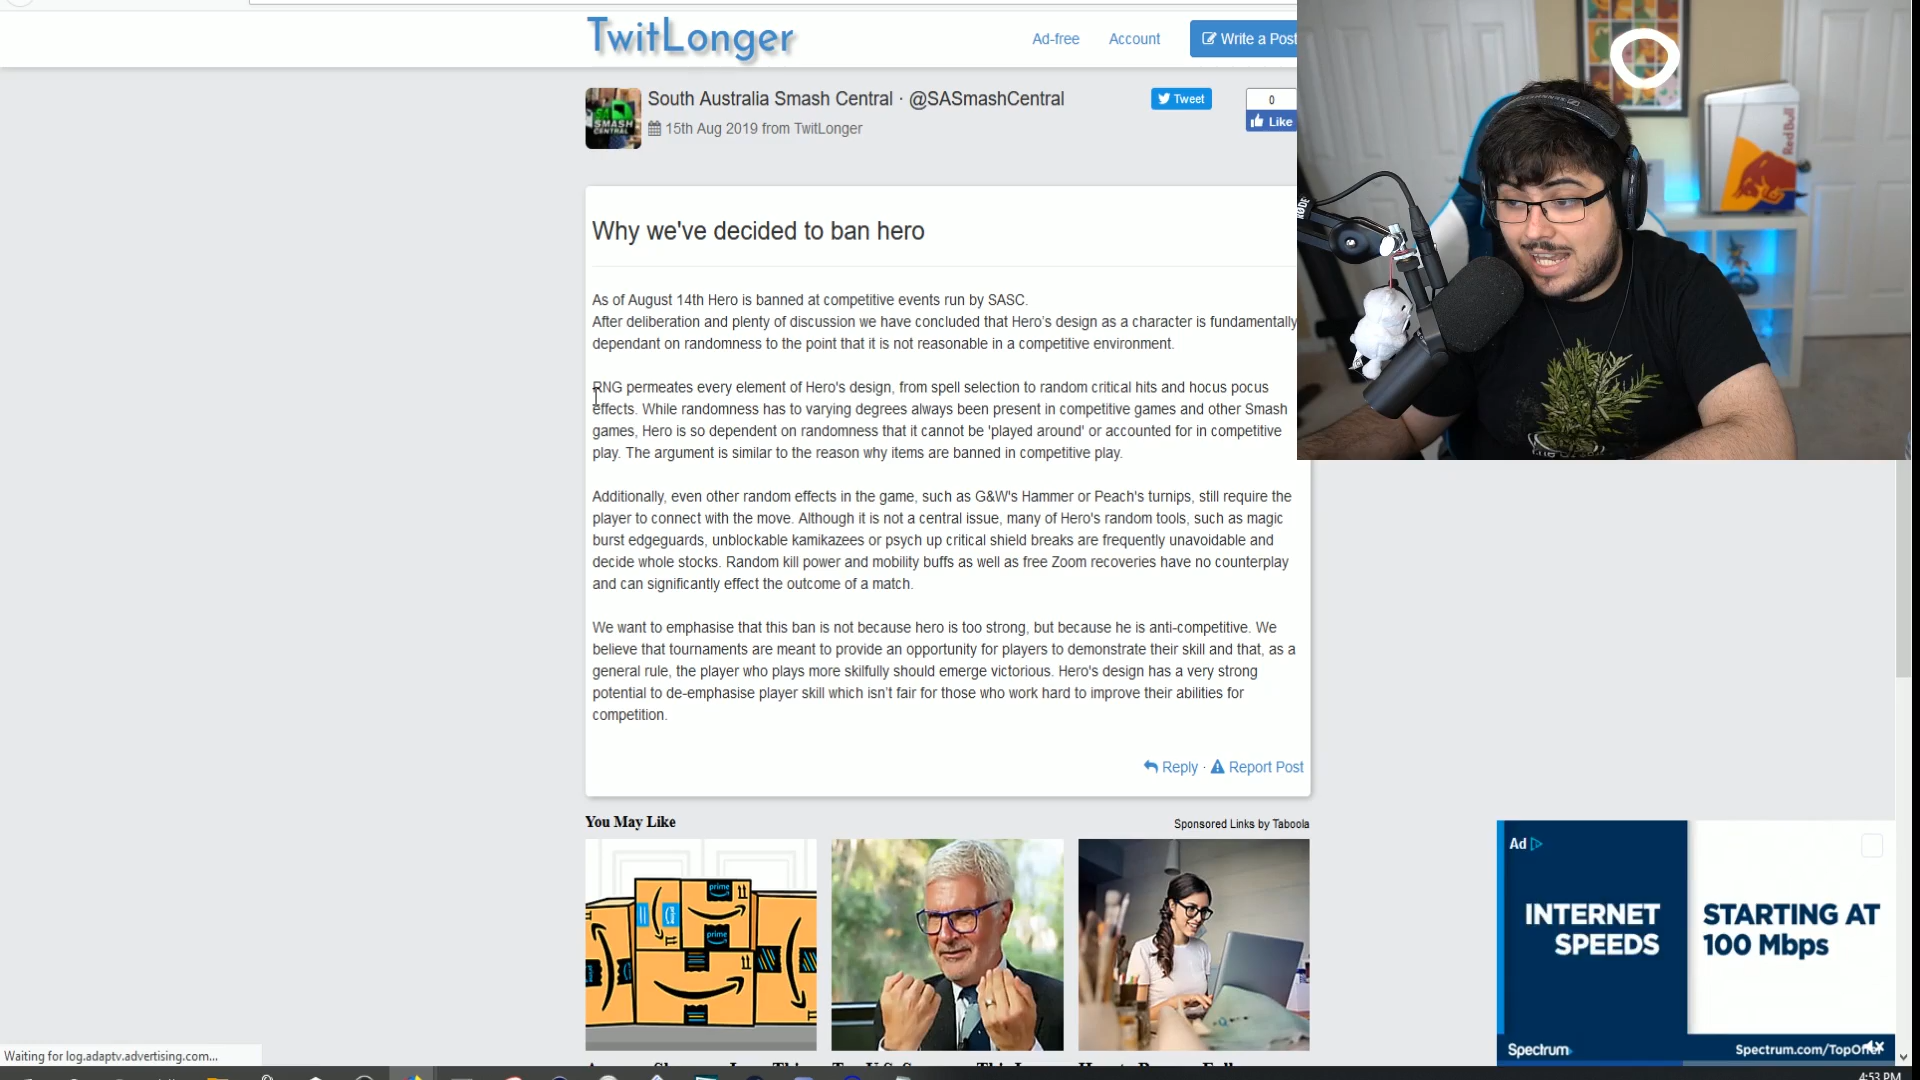 TwitLonger
Ad-free
Account
Write a Post
South Australia Smash Central · @SASmashCentral
15th Aug 2019 from TwitLonger
Tweet
0
Like
SA
SMASH
CENTRAL
NODE
Red Bull
Why we've decided to ban hero
As of August 14th Hero is banned at competitive events run by SASC.
After deliberation and plenty of discussion we have concluded that Hero's design as a character is fundamentally
dependant on randomness to the point that it is not reasonable in a competitive environment.
RNG permeates every element of Hero's design, from spell selection to random critical hits and hocus pocus
effects. While randomness has to varying degrees always been present in competitive games and other Smash
games, Hero is so dependent on randomness that it cannot be 'played around' or accounted for in competitive
play. The argument is similar to the reason why items are banned in competitive play.
Additionally, even other random effects in the game, such as G&W's Hammer or Peach's turnips, still require the
player to connect with the move. Although it is not a central issue, many of Hero's random tools, such as magic
burst edgeguards, unblockable kamikazees or psych up critical shield breaks are frequently unavoidable and
decide whole stocks. Random kill power and mobility buffs as well as free Zoom recoveries have no counterplay
and can significantly effect the outcome of a match.
We want to emphasise that this ban is not because hero is too strong, but because he is anti-competitive. We
believe that tournaments are meant to provide an opportunity for players to demonstrate their skill and that, as a
general rule, the player who plays more skilfully should emerge victorious. Hero's design has a very strong
potential to de-emphasise player skill which isn't fair for those who work hard to improve their abilities for
competition.
Reply · Report Post
You May Like
Sponsored Links by Taboola
prime
prime
Ad
INTERNET
SPEEDS
STARTING AT
100 Mbps
Spectrum
Spectrum.com/TopOffer
Waiting for log.adaptv.advertising.com...
4:53 PM